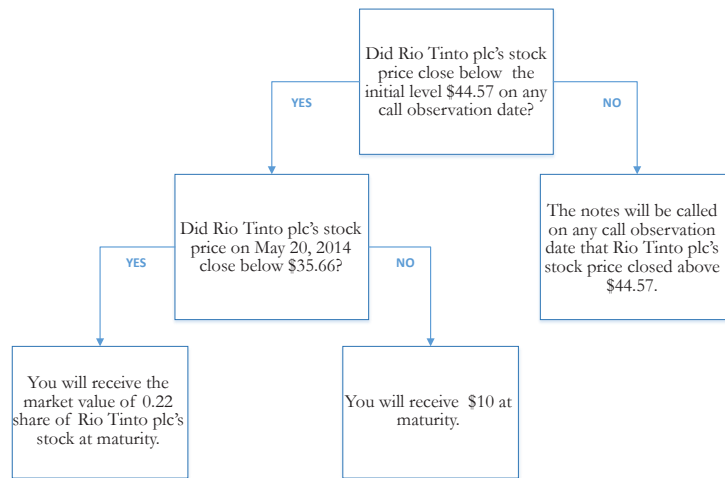 Did Rio Tinto plc's stock
price close below the
initial level $44.57 on any
call observation date?
YES
NO
Did Rio Tinto plc's stock
price on May 20, 2014
close below $35.66?
The notes will be called
on any call observation
date that Rio Tinto plc's
stock price closed above
$44.57.
YES
NO
You will receive the
market value of 0.22
share of Rio Tinto plc's
stock at maturity.
You will receive $10 at
maturity.